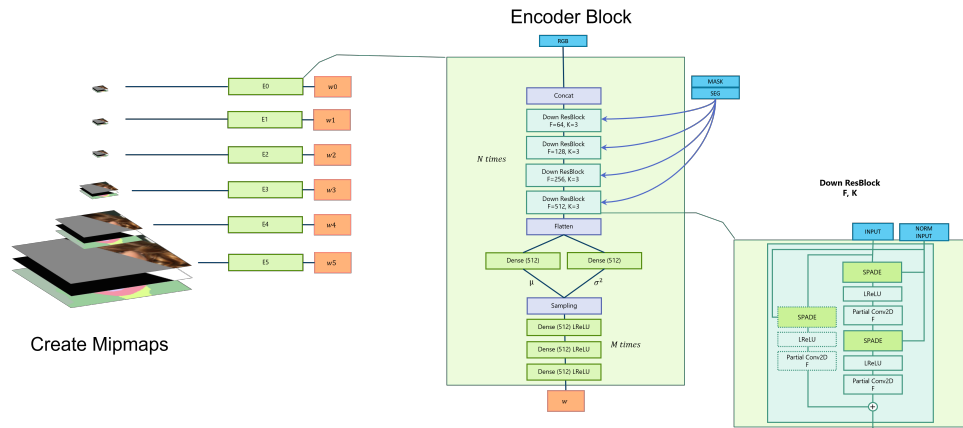 Encoder Block
RGB
MASK
SEG
Concat
Down ResBlock
F=64, K=3
Down ResBlock
F=128, K=3
Down ResBlock
F=256, K=3
Down ResBlock
F=512, K=3
N times
Flatten
Dense (512)
Dense (512)
μ
σ²
Sampling
Dense (512) LReLU
Dense (512) LReLU
Dense (512) LReLU
M times
w
E0
w0
E1
w1
E2
w2
E3
w3
E4
w4
E5
w5
Create Mipmaps
Down ResBlock
F, K
INPUT
NORM
INPUT
SPADE
LReLU
Partial Conv2D
F
SPADE
LReLU
Partial Conv2D
F
SPADE
LReLU
Partial Conv2D
F
+